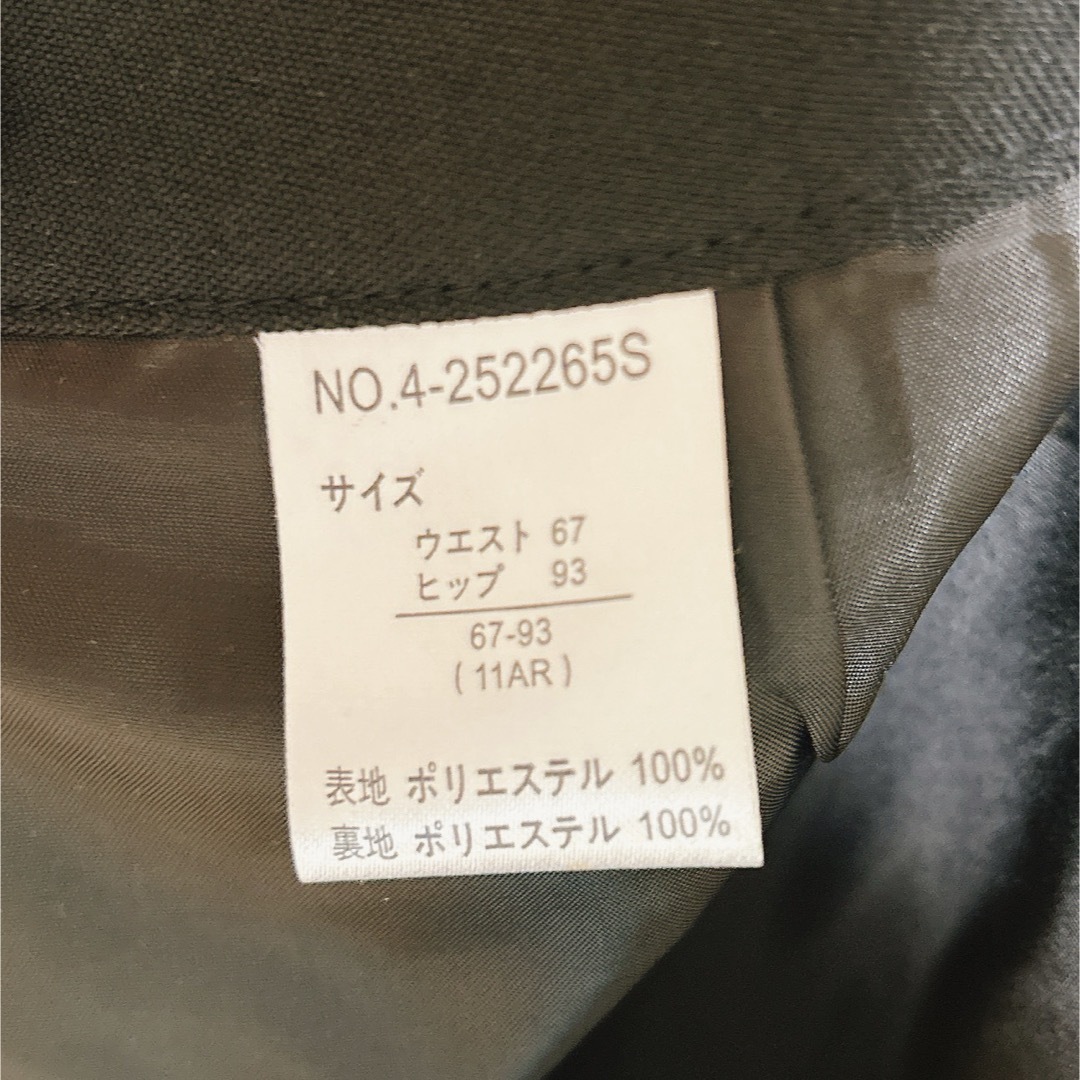 NO.4-252265S
サイズ
ウエスト 67
ヒップ 93
67-93
(11AR)
表地 ポリエステル 100%
裏地 ポリエステル 100%